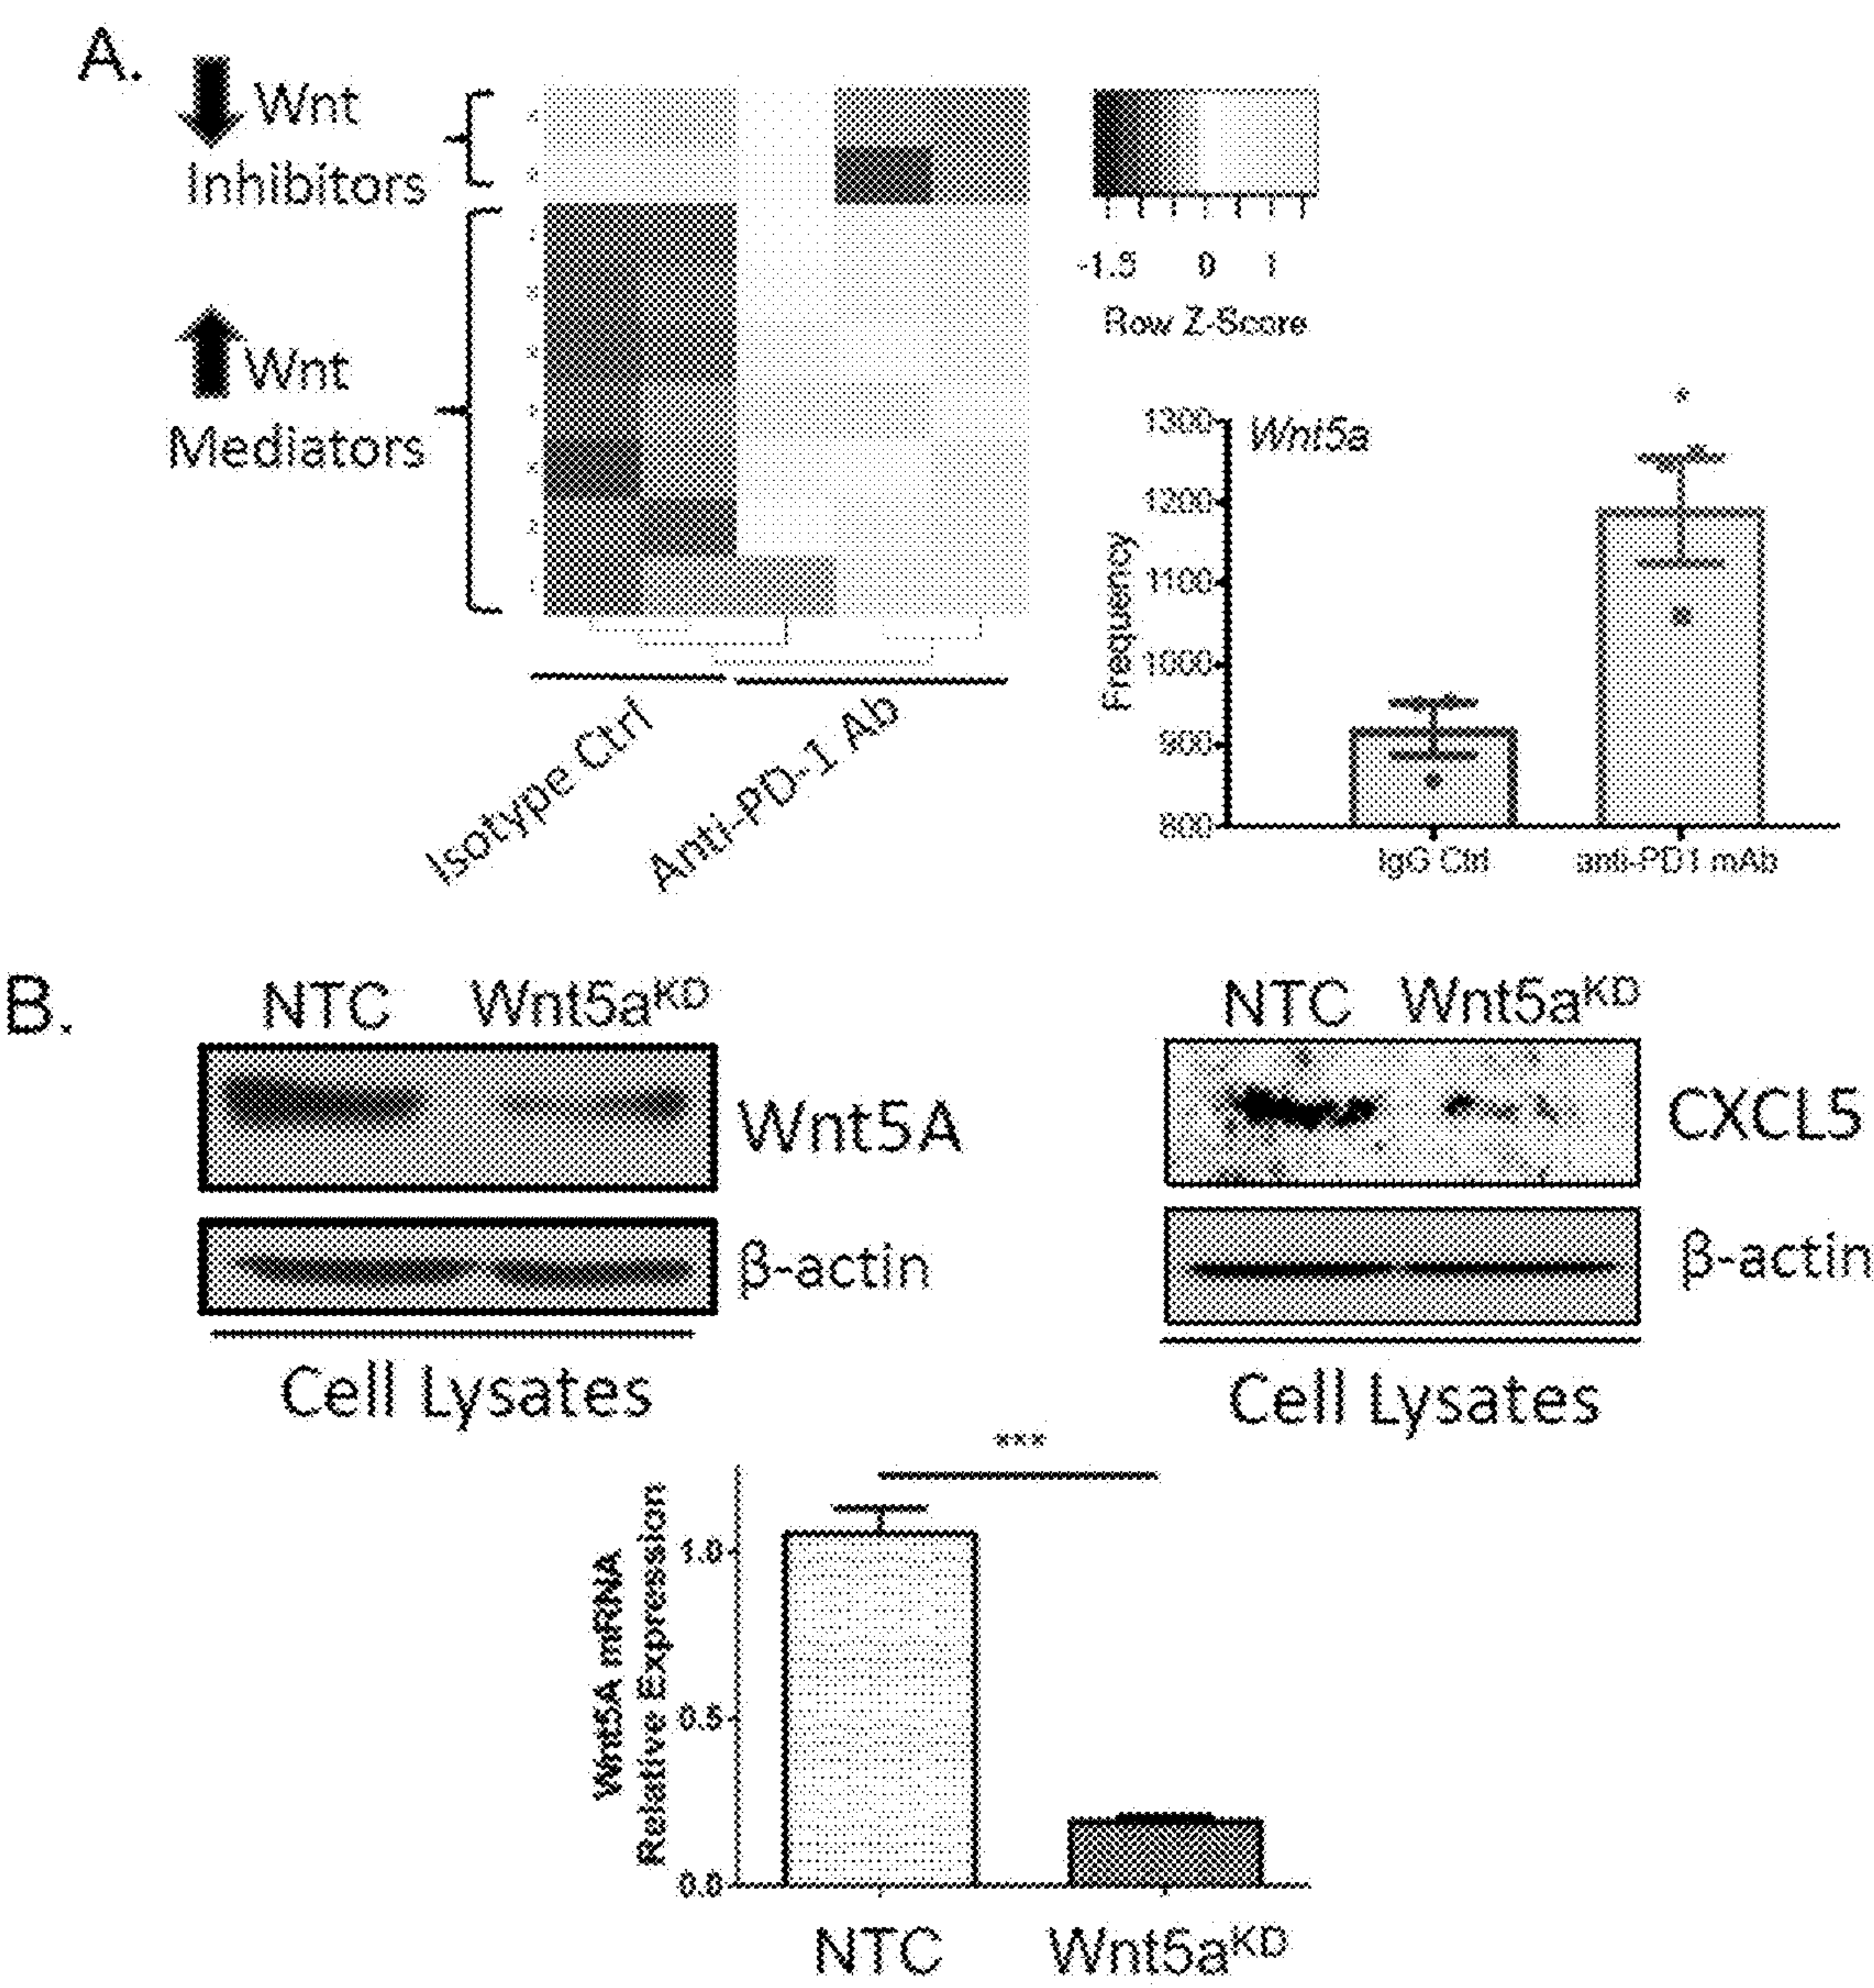 A.
Wnt
Inhibitors
Wnt
Mediators
-1.5 0 1
Row Z-Score
Isotype Ctrl
Anti-PD-1 Ab
*
Wnt5a
1300
1200
1100
1000
900
800
Frequency
IgG Ctrl anti-PD1 mAb
B.
NTC Wnt5aKD
Wnt5A
β-actin
Cell Lysates
NTC Wnt5aKD
CXCL5
β-actin
Cell Lysates
***
Wnt5A mRNA
Relative Expression
1.0
0.5
0.0
NTC Wnt5aKD